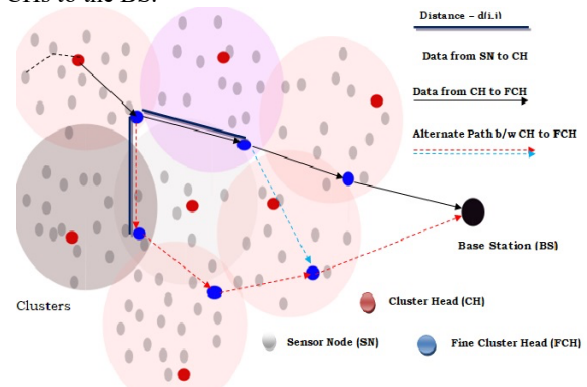 CHs to the BS.
Distance – d(i,i)
Data from SN to CH
Data from CH to FCH
Alternate Path b/w CH to FCH
Base Station (BS)
Clusters
Cluster Head (CH)
Sensor Node (SN)
Fine Cluster Head (FCH)